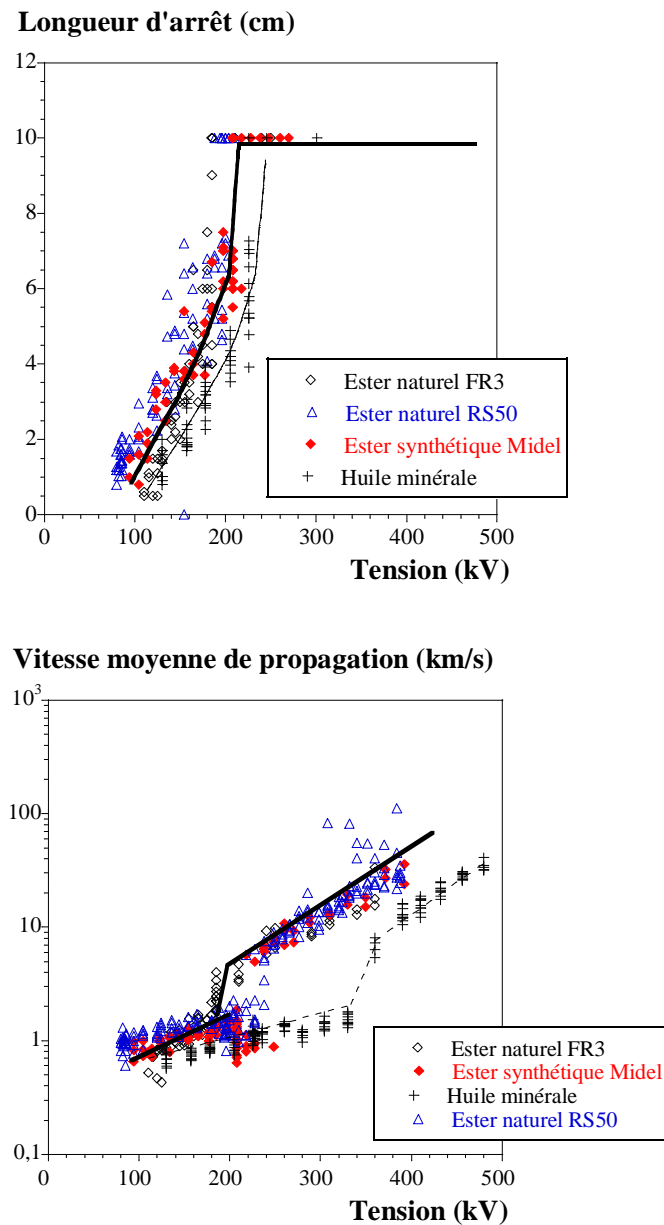 Longueur d'arrêt (cm)
12
10
8
6
4
2
0
0 100 200 300 400 500
Tension (kV)
Ester naturel FR3
Ester naturel RS50
Ester synthétique Midel
Huile minérale
Vitesse moyenne de propagation (km/s)
10³
100
10
1
0,1
0 100 200 300 400 500
Tension (kV)
Ester naturel FR3
Ester synthétique Midel
Huile minérale
Ester naturel RS50